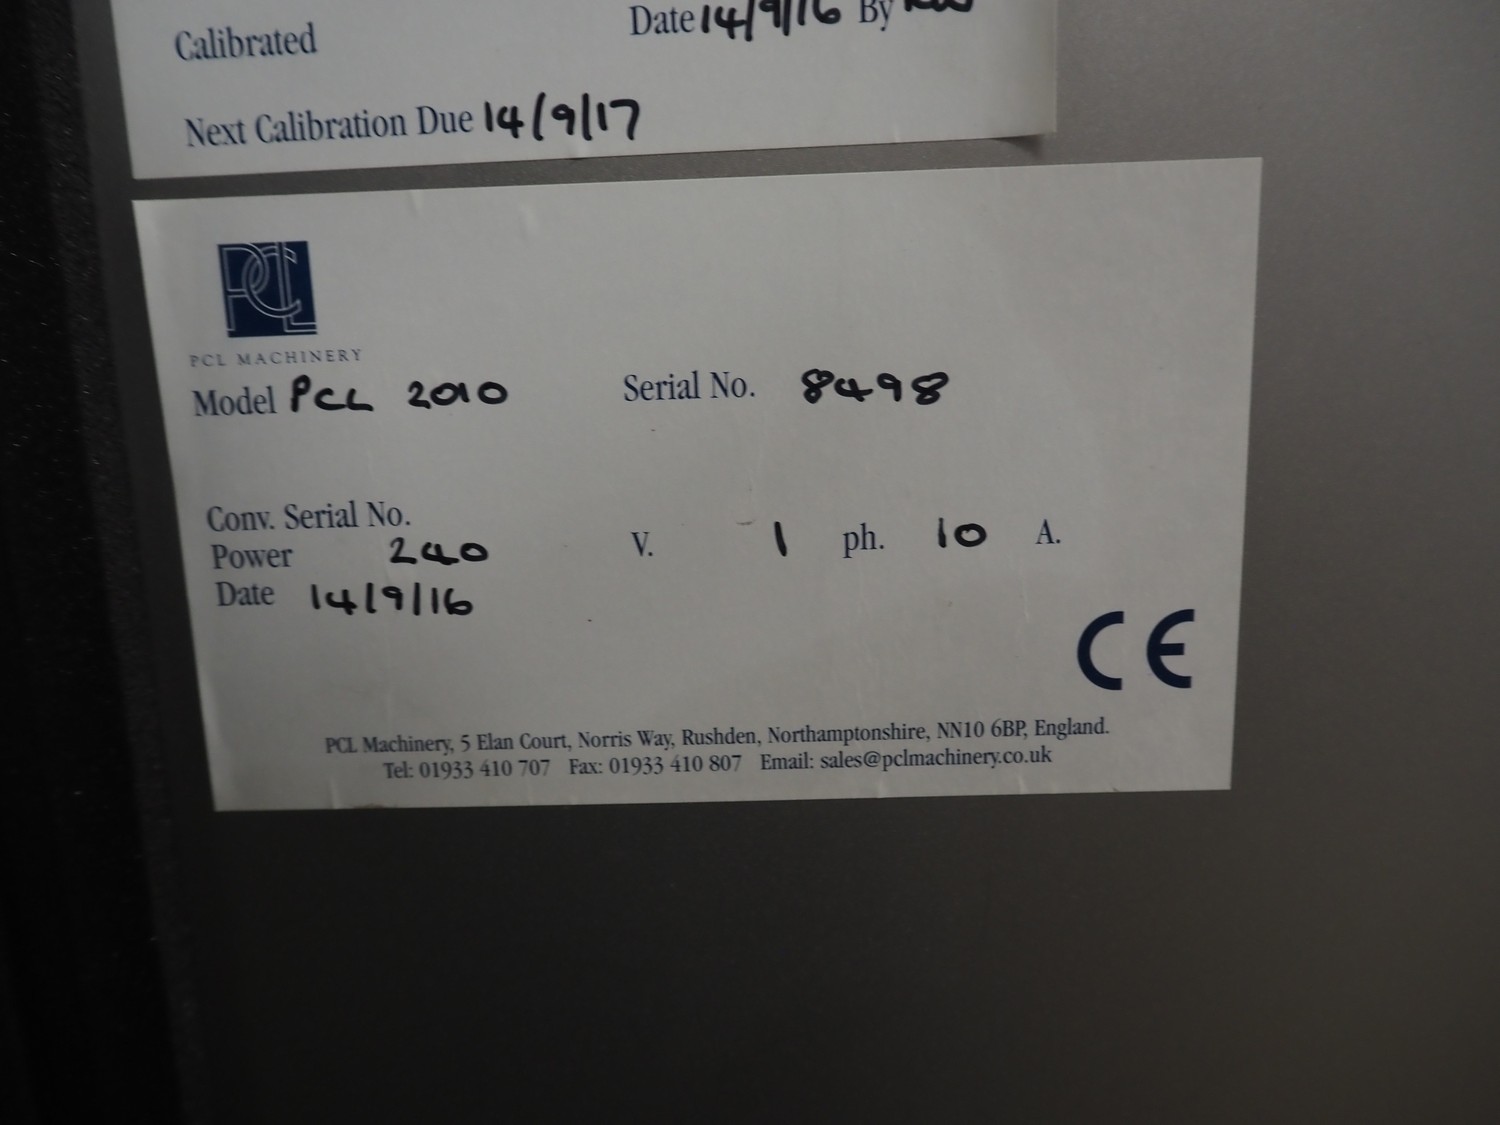 Calibrated Date 14/9/16 By
Next Calibration Due 14/9/17
PCL
PCL MACHINERY
Model PCL 2010 Serial No. 8498
Conv. Serial No.
Power 240 V. 1 ph. 10 A.
Date 14/9/16
CE
PCL Machinery, 5 Elan Court, Norris Way, Rushden, Northamptonshire, NN10 6BP, England.
Tel: 01933 410 707 Fax: 01933 410 807 Email: sales@pclmachinery.co.uk